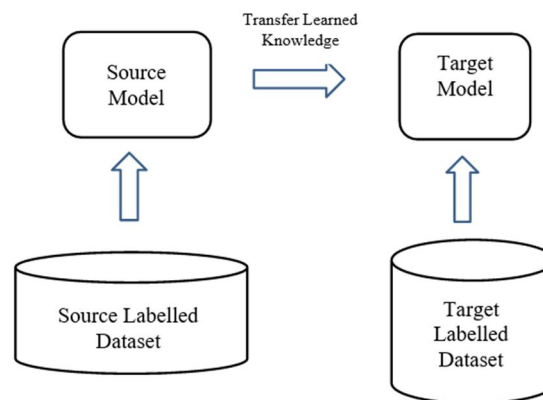 Transfer Learned
Knowledge
Source
Model
Target
Model
Source Labelled
Dataset
Target
Labelled
Dataset